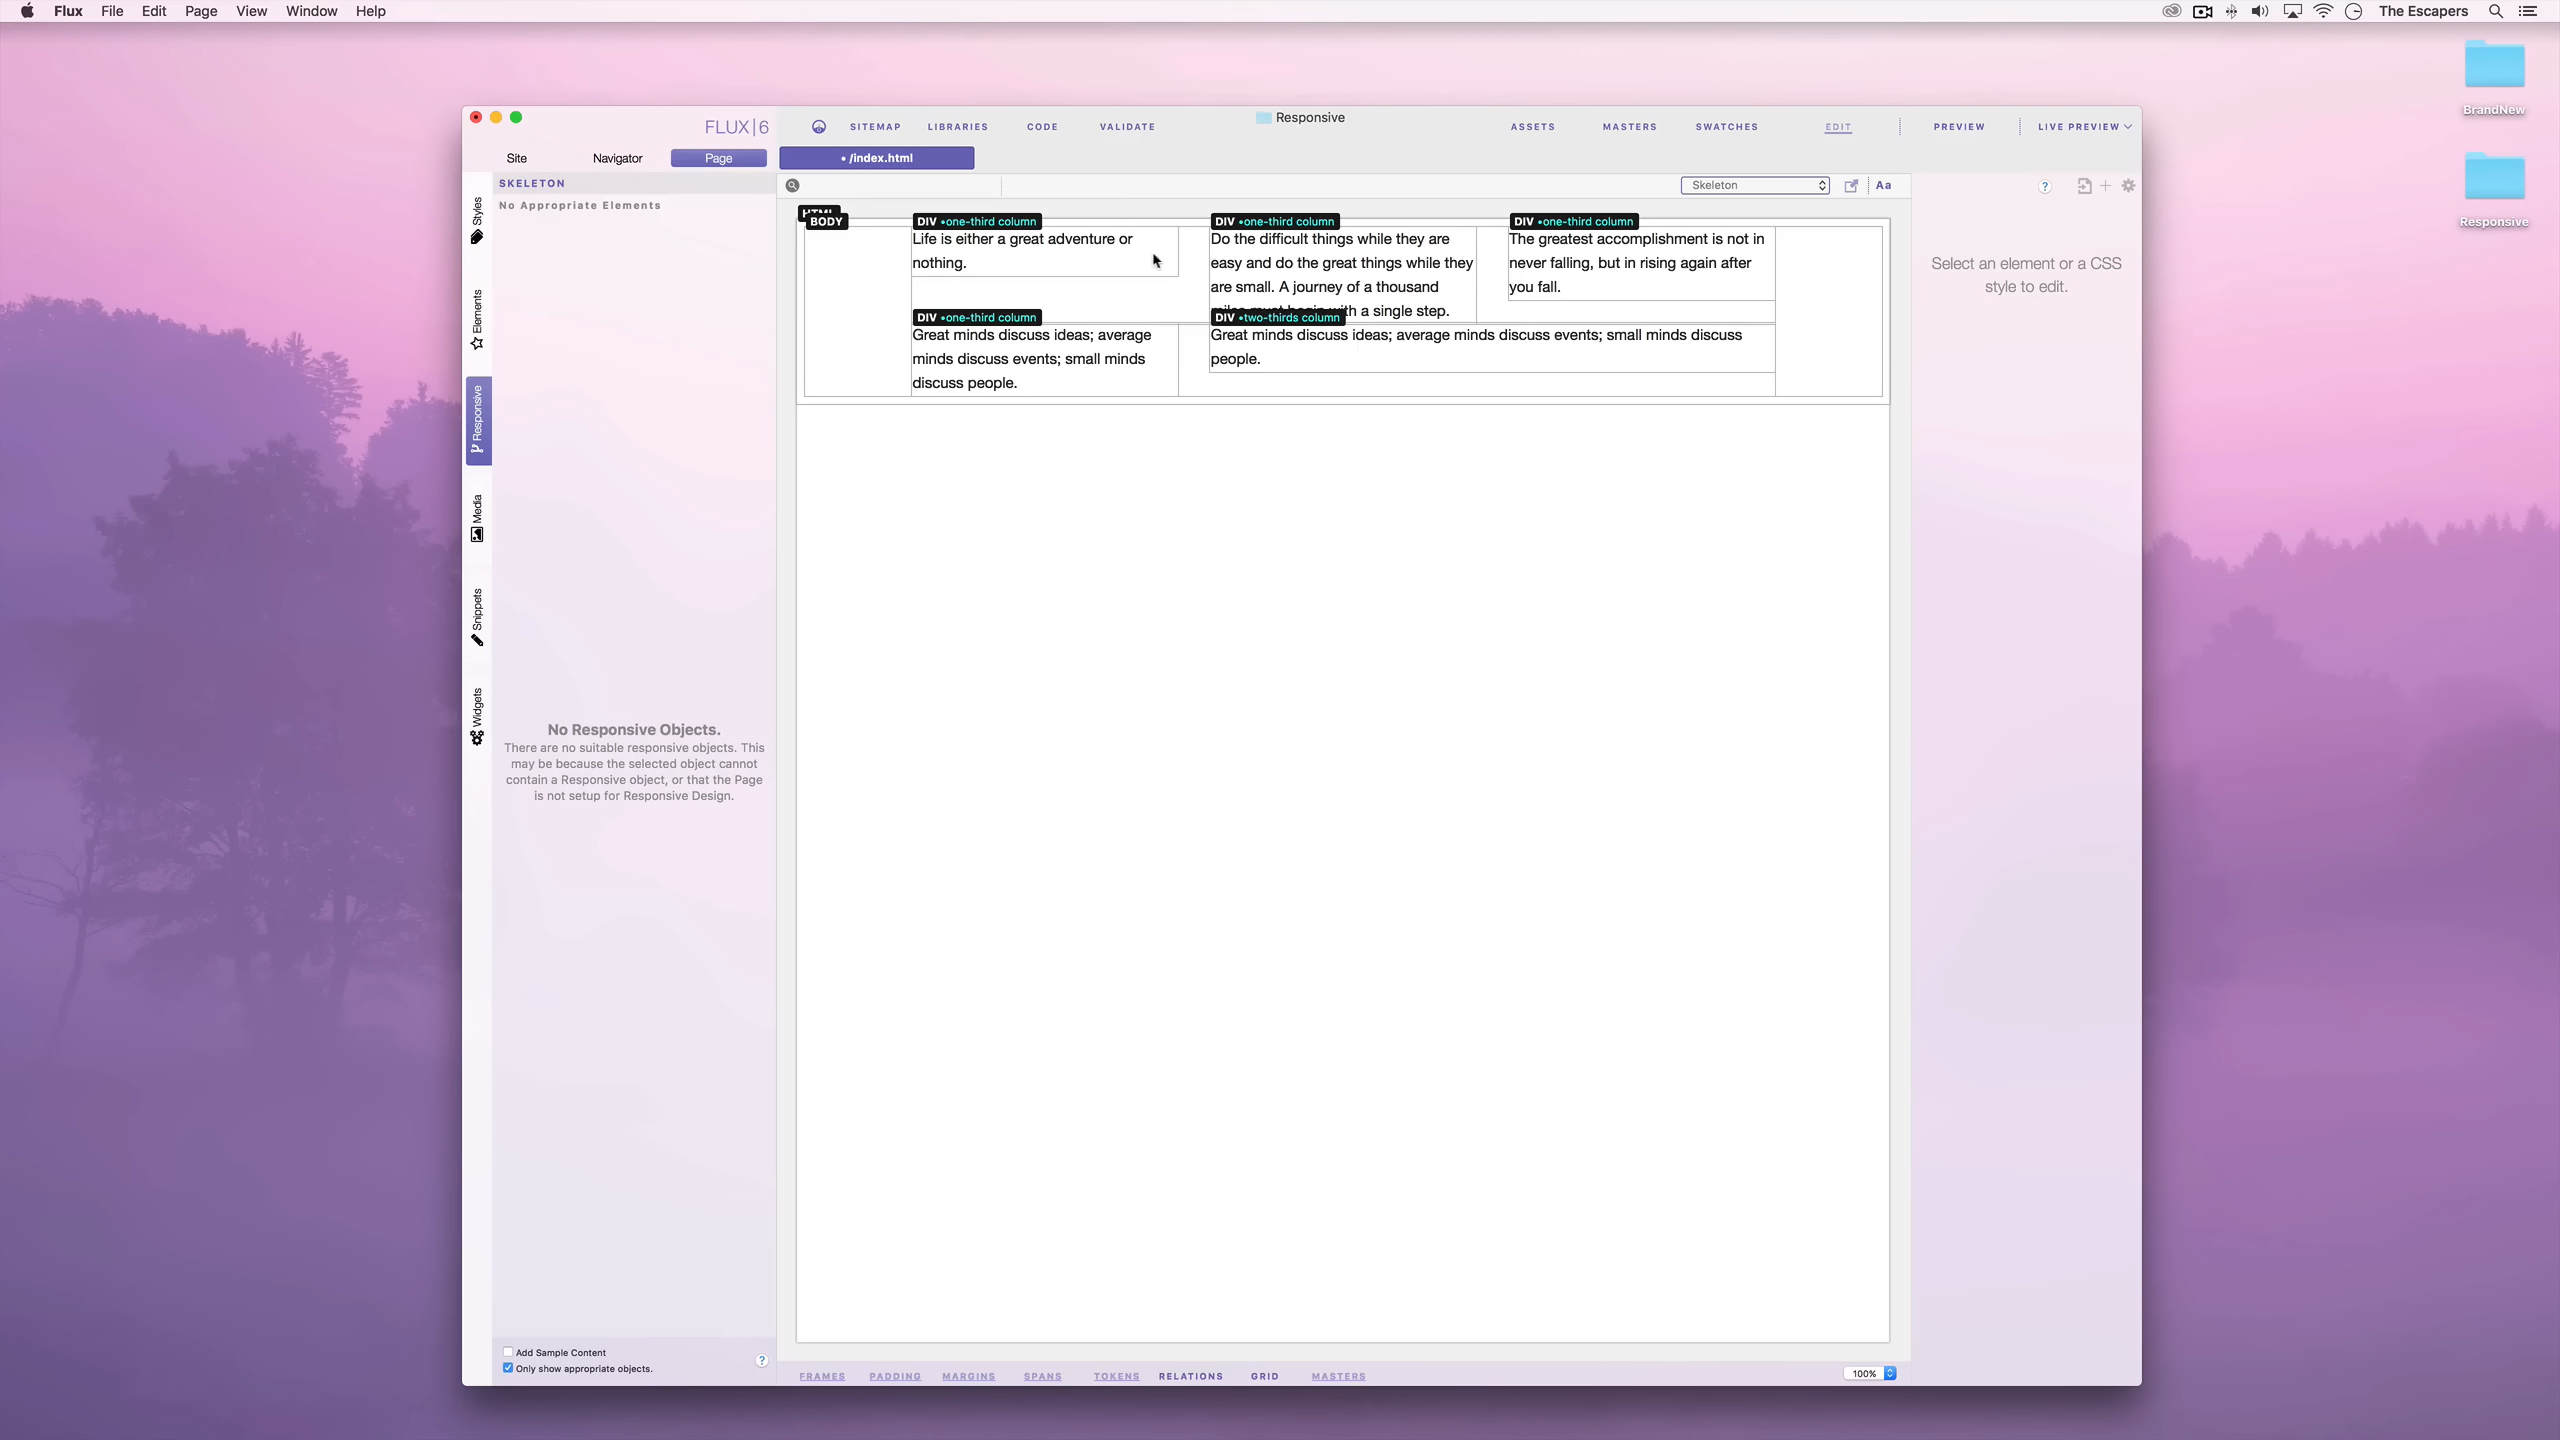 Flux File Edit Page View Window Help
The Escapers
BrandNew
Responsive
FLUX|6
SITEMAP LIBRARIES CODE VALIDATE
Responsive
ASSETS MASTERS SWATCHES EDIT PREVIEW LIVE PREVIEW
Site Navigator Page
• /index.html
SKELETON
No Appropriate Elements
Skeleton
Aa
Styles
Elements
Responsive
Media
Snippets
Widgets
BODY
DIV •one-third column
Life is either a great adventure or
nothing.
DIV •one-third column
Do the difficult things while they are
easy and do the great things while they
are small. A journey of a thousand
with a single step.
DIV •one-third column
The greatest accomplishment is not in
never falling, but in rising again after
you fall.
DIV •one-third column
Great minds discuss ideas; average
minds discuss events; small minds
discuss people.
DIV •two-thirds column
Great minds discuss ideas; average minds discuss events; small minds discuss
people.
Select an element or a CSS
style to edit.
No Responsive Objects.
There are no suitable responsive objects. This
may be because the selected object cannot
contain a Responsive object, or that the Page
is not setup for Responsive Design.
Add Sample Content
Only show appropriate objects.
FRAMES PADDING MARGINS SPANS TOKENS RELATIONS GRID MASTERS
100%